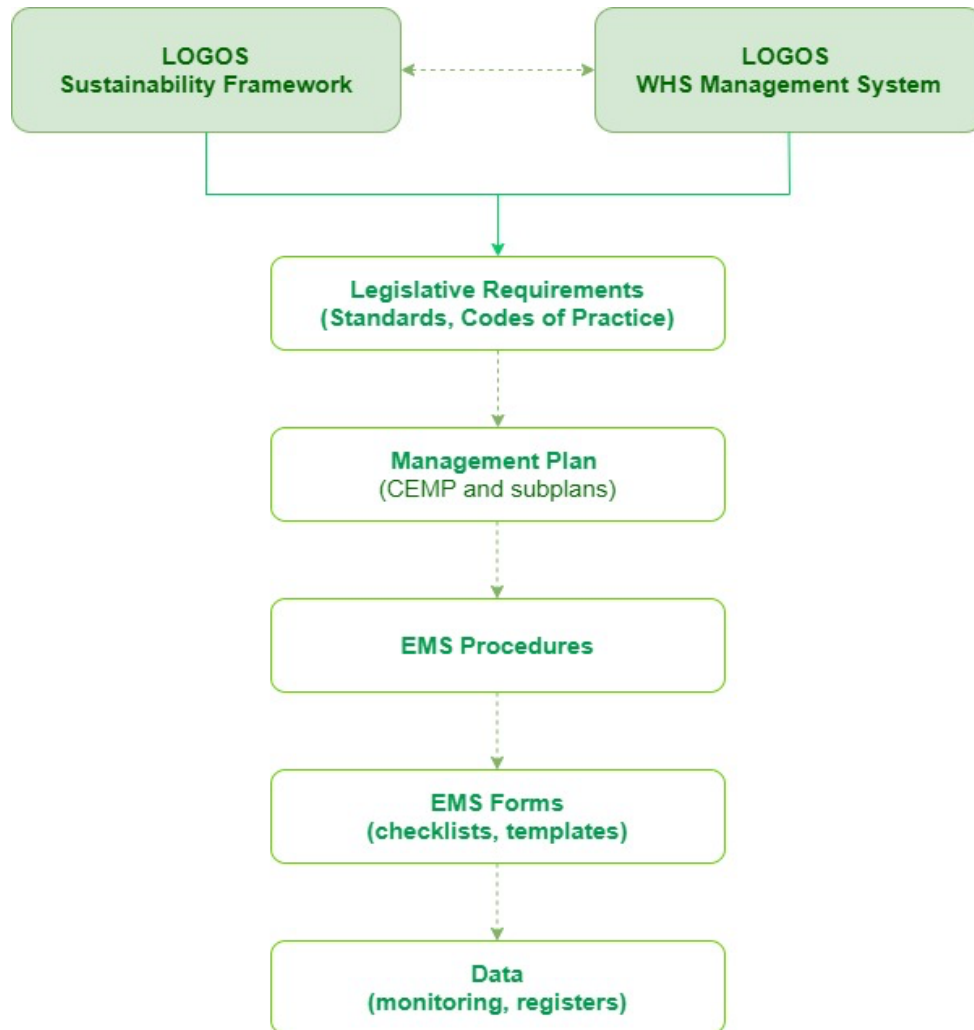 LOGOS
Sustainability Framework
LOGOS
WHS Management System
Legislative Requirements
(Standards, Codes of Practice)
Management Plan
(CEMP and subplans)
EMS Procedures
EMS Forms
(checklists, templates)
Data
(monitoring, registers)